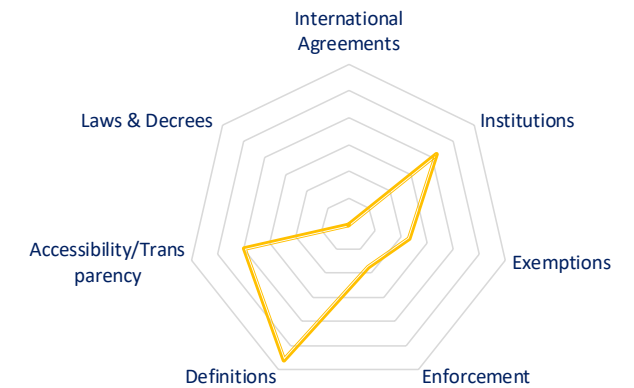 International
Agreements
Institutions
Exemptions
Enforcement
Definitions
Accessibility/Trans
parency
Laws & Decrees